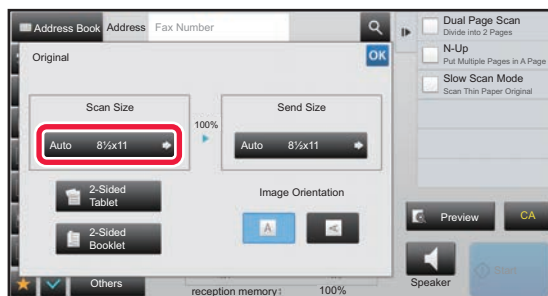 Address Book Address Fax Number
Original
OK
Scan Size
Auto 8½x11
100%
Send Size
Auto 8½x11
2-Sided
Tablet
2-Sided
Booklet
Image Orientation
A
A
Others
reception memory: 100%
Dual Page Scan
Divide into 2 Pages
N-Up
Put Multiple Pages in A Page
Slow Scan Mode
Scan Thin Paper Original
Preview
CA
Speaker
Start